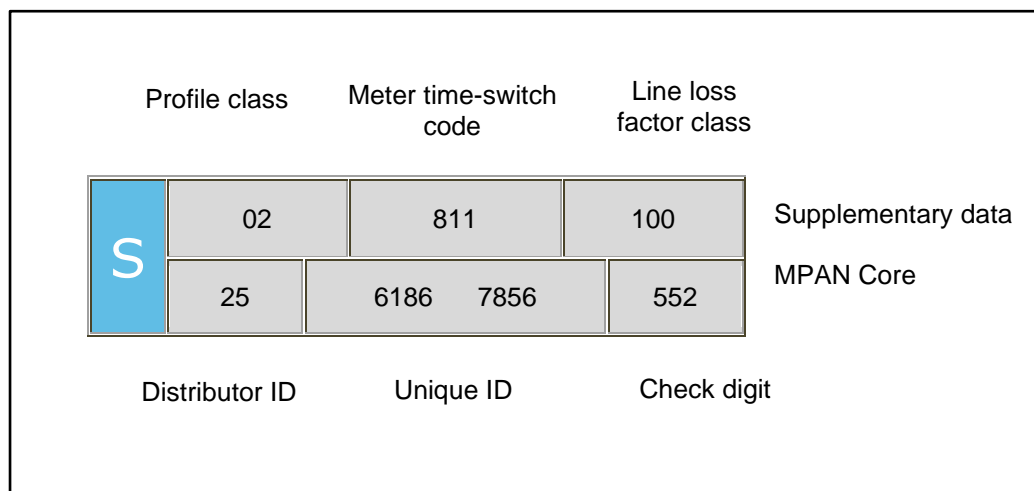 Profile class
Meter time-switch
code
Line loss
factor class
S
02 811 100
Supplementary data
25 6186 7856 552
MPAN Core
Distributor ID Unique ID Check digit